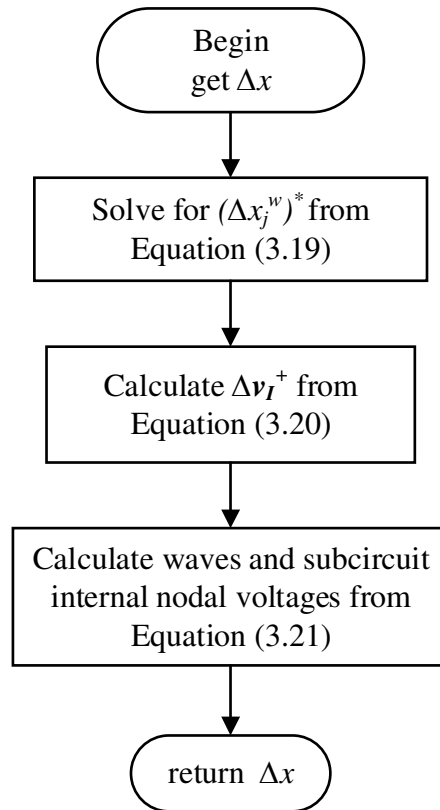 Begin
get Δx
Solve for (Δx_j^w)^* from
Equation (3.19)
Calculate Δv_I^+ from
Equation (3.20)
Calculate waves and subcircuit
internal nodal voltages from
Equation (3.21)
return Δx